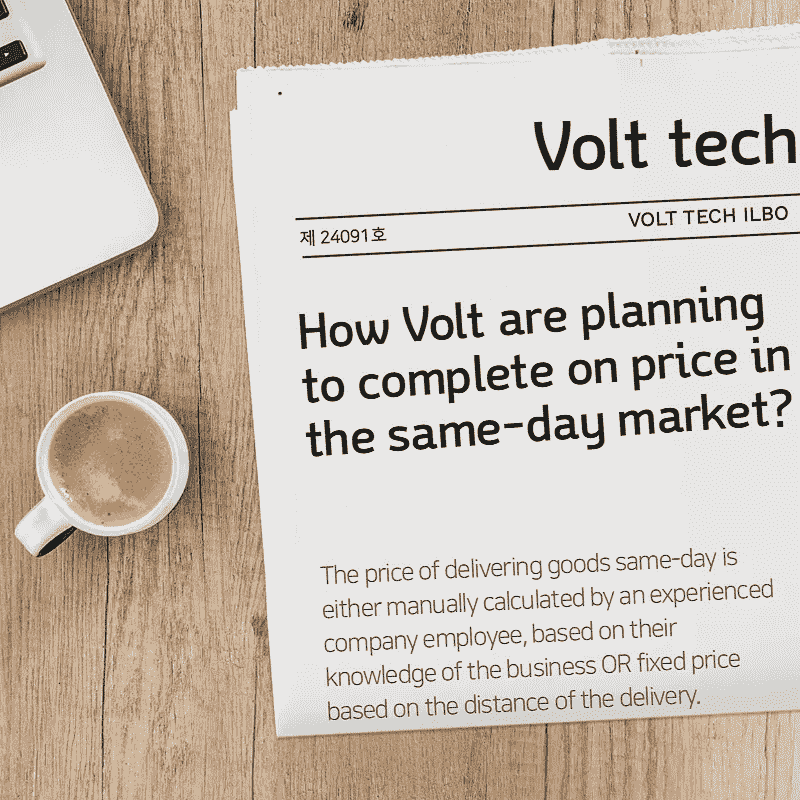 Volt tech
제 24091호
VOLT TECH ILBO
How Volt are planning
to complete on price in
the same-day market?
The price of delivering goods same-day is
either manually calculated by an experienced
company employee, based on their
knowledge of the business OR fixed price
based on the distance of the delivery.